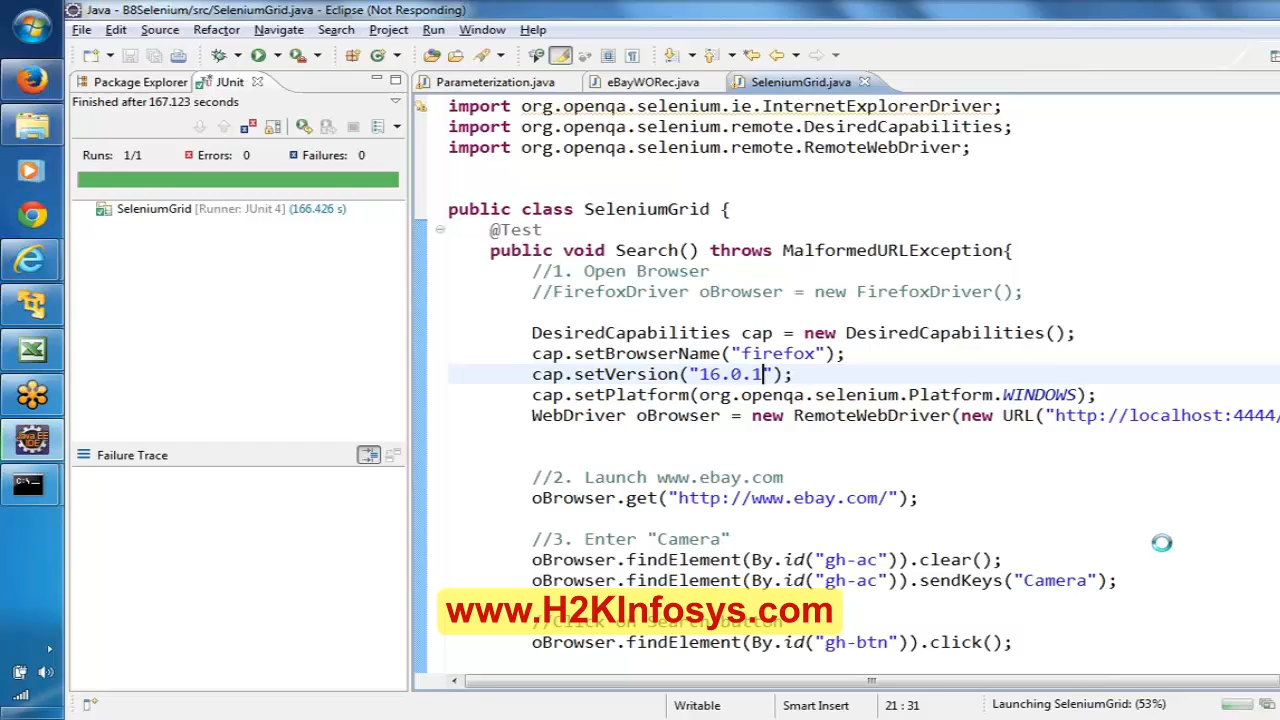 Java - B8Selenium/src/SeleniumGrid.java - Eclipse (Not Responding)
File Edit Source Refactor Navigate Search Project Run Window Help
Package Explorer JUnit
Parameterization.java eBayWORec.java SeleniumGrid.java
Finished after 167.123 seconds
Runs: 1/1 Errors: 0 Failures: 0
SeleniumGrid [Runner: JUnit 4] (166.426 s)
Failure Trace
import org.openqa.selenium.ie.InternetExplorerDriver;
import org.openqa.selenium.remote.DesiredCapabilities;
import org.openqa.selenium.remote.RemoteWebDriver;
public class SeleniumGrid {
@Test
public void Search() throws MalformedURLException{
//1. Open Browser
//FirefoxDriver oBrowser = new FirefoxDriver();
DesiredCapabilities cap = new DesiredCapabilities();
cap.setBrowserName("firefox");
cap.setVersion("16.0.1");
cap.setPlatform(org.openqa.selenium.Platform.WINDOWS);
WebDriver oBrowser = new RemoteWebDriver(new URL("http://localhost:4444/
//2. Launch www.ebay.com
oBrowser.get("http://www.ebay.com/");
//3. Enter "Camera"
oBrowser.findElement(By.id("gh-ac")).clear();
oBrowser.findElement(By.id("gh-ac")).sendKeys("Camera");
www.H2KInfosys.com
//Click on Search Button
oBrowser.findElement(By.id("gh-btn")).click();
Writable Smart Insert 21 : 31 Launching SeleniumGrid: (53%)